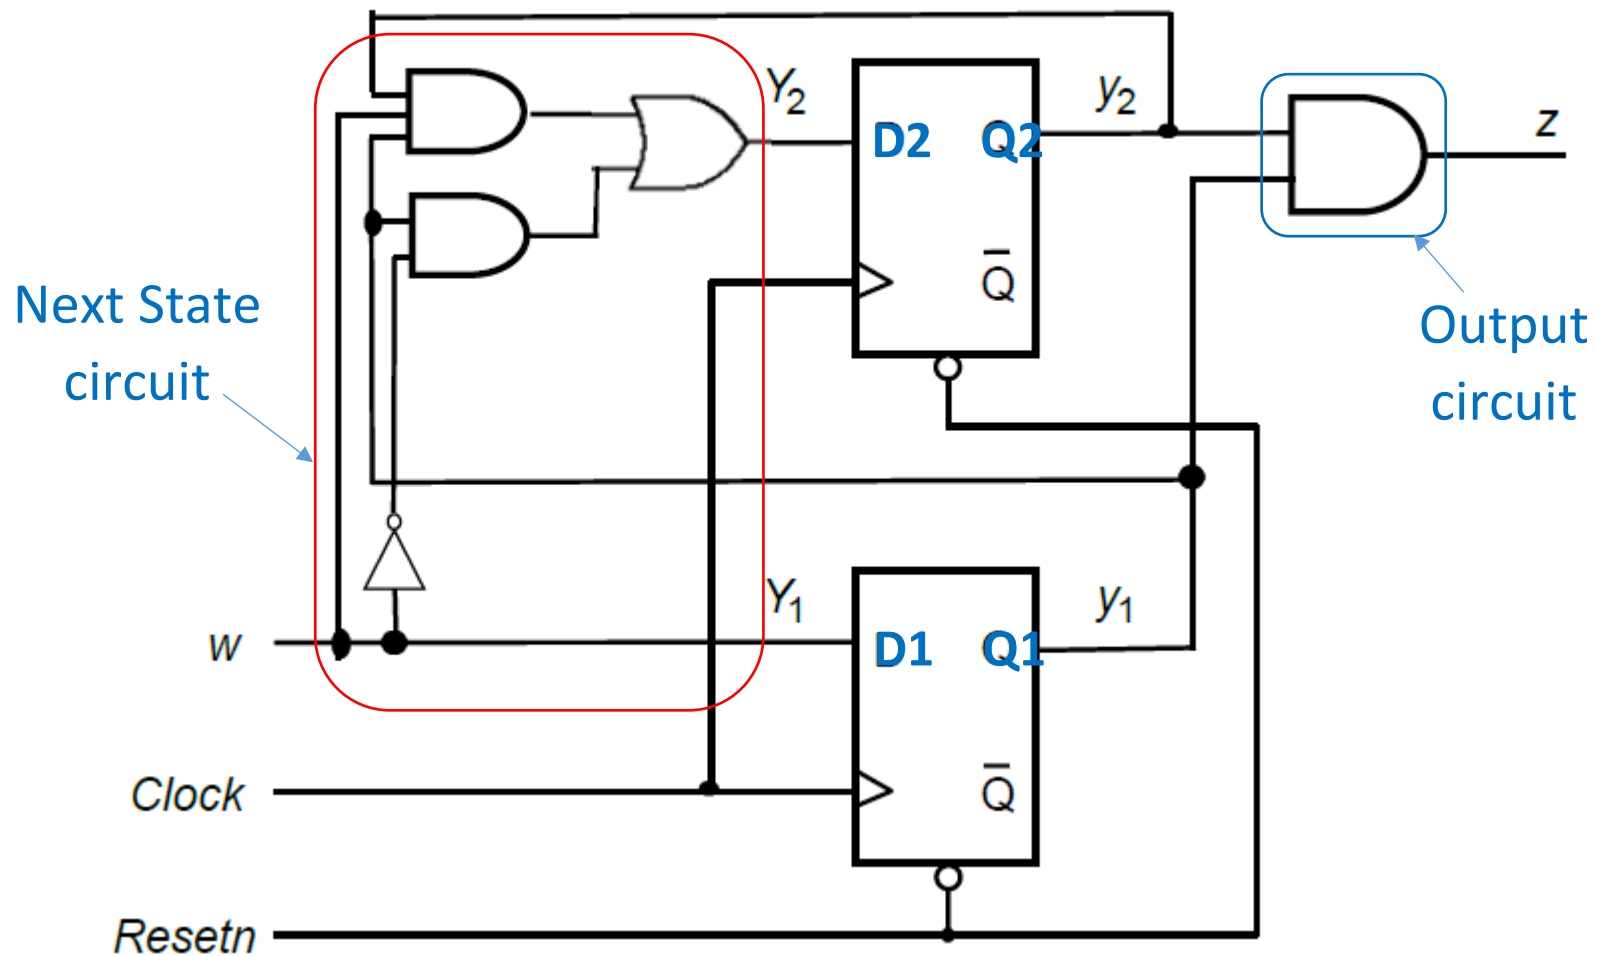 Y2
y2
z
D2
Q2
Q̅
Next State
circuit
Output
circuit
Y1
y1
w
D1
Q1
Q̅
Clock
Resetn